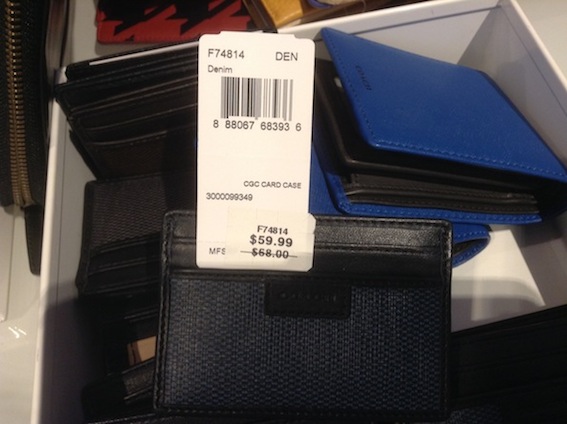 F74814 DEN
Denim
8 88067 68393 6
CGC CARD CASE
3000099349
F74814
$59.99
$68.00